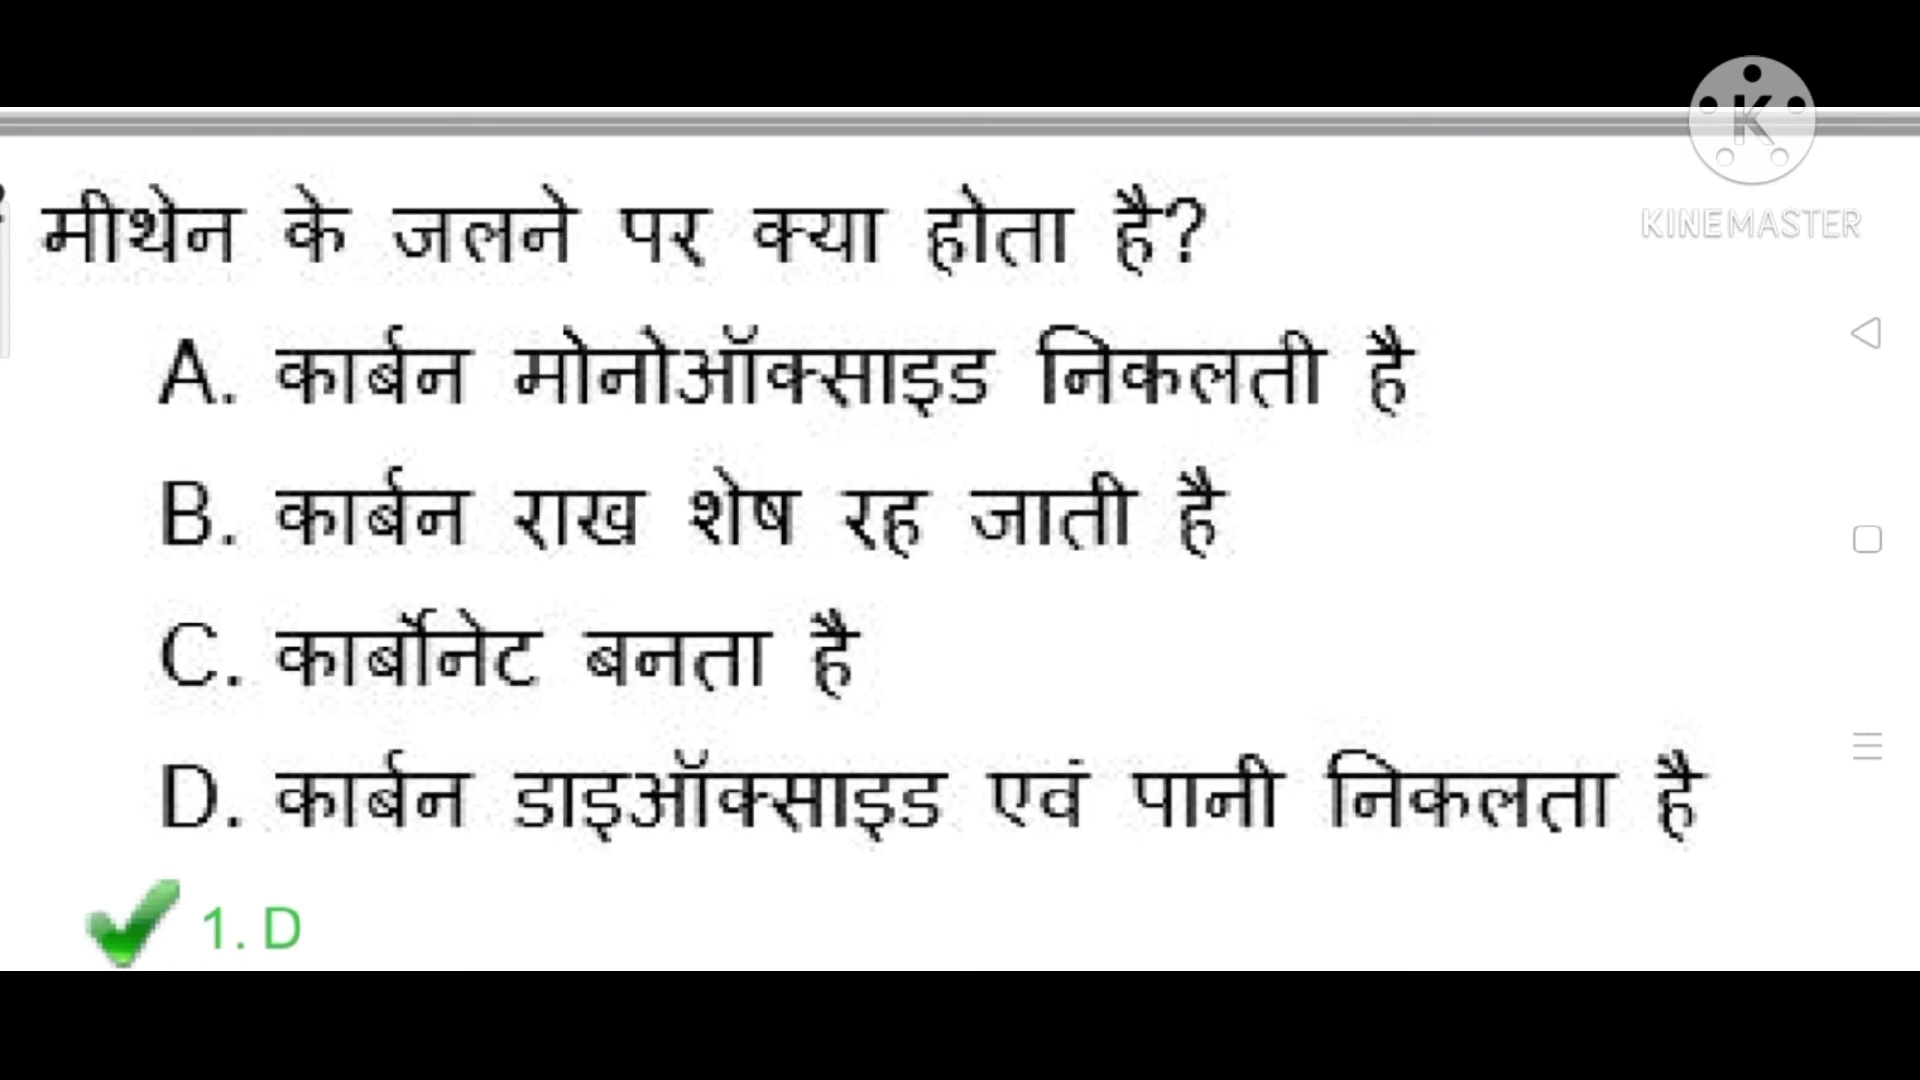 मीथेन के जलने पर क्या होता है?
A. कार्बन मोनोऑक्साइड निकलती है
B. कार्बन राख शेष रह जाती है
C. कार्बोनेट बनता है
D. कार्बन डाइऑक्साइड एवं पानी निकलता है
1. D
K
KINEMASTER